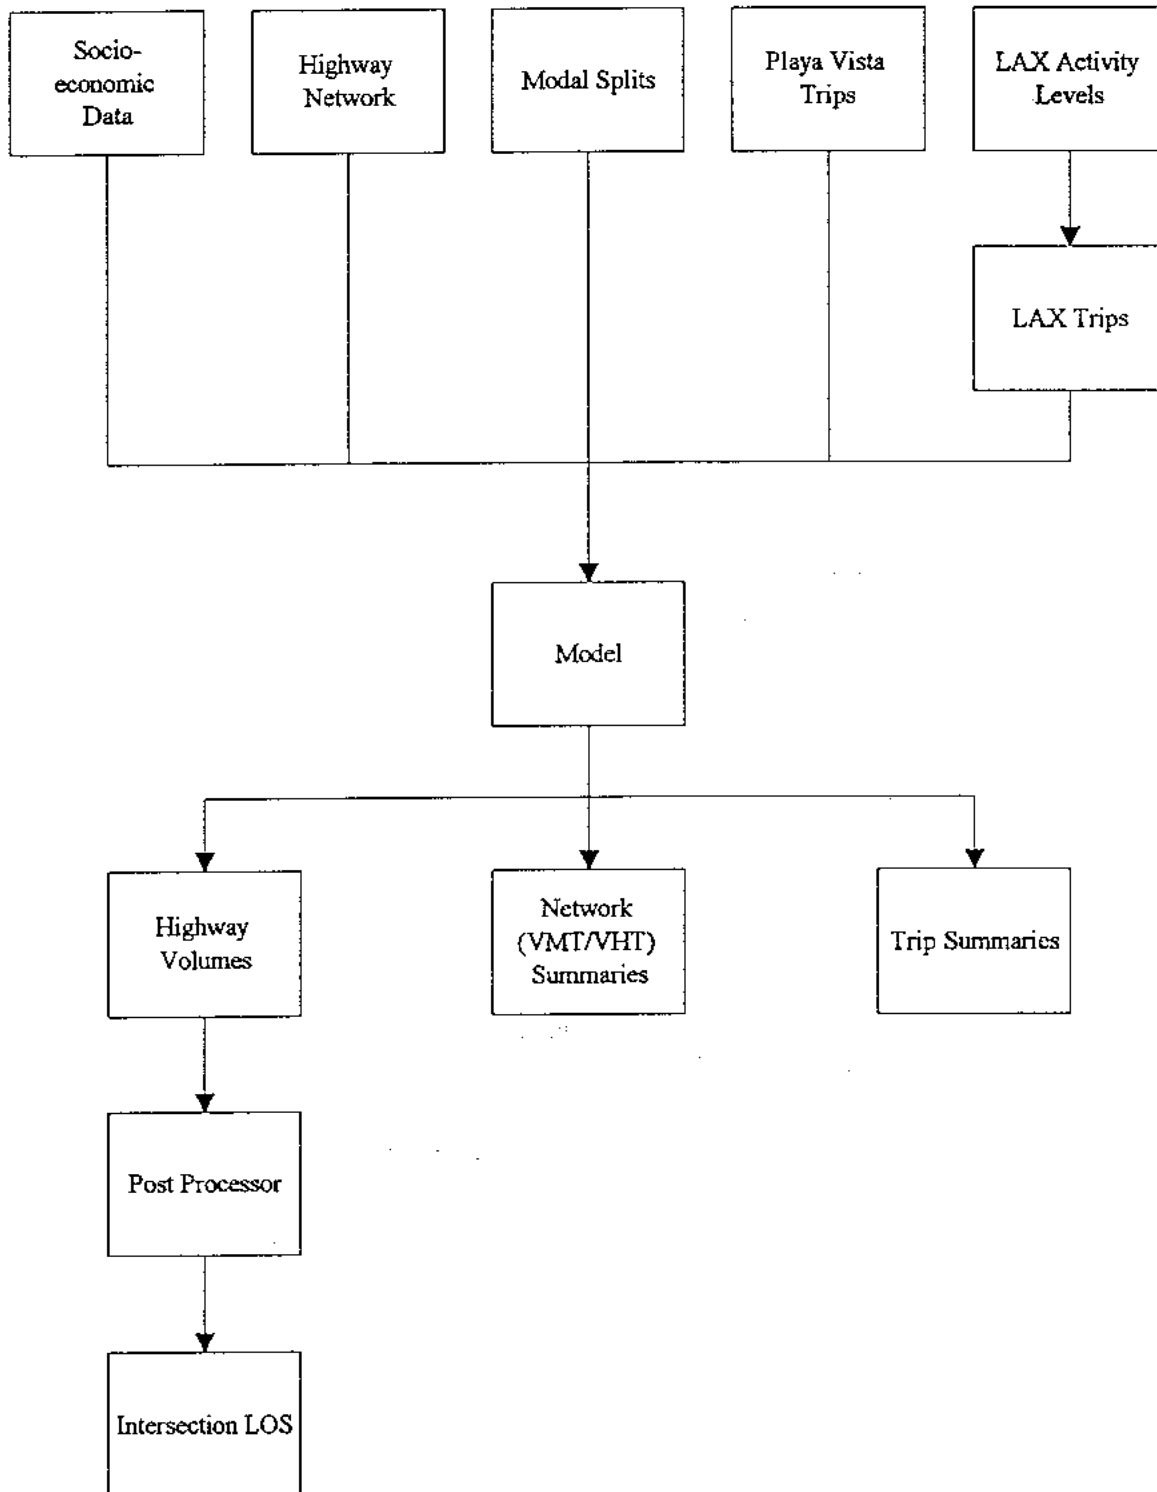 Socio-
economic
Data
Highway
Network
Modal Splits
Playa Vista
Trips
LAX Activity
Levels
LAX Trips
Model
Highway
Volumes
Network
(VMT/VHT)
Summaries
Trip Summaries
Post Processor
Intersection LOS